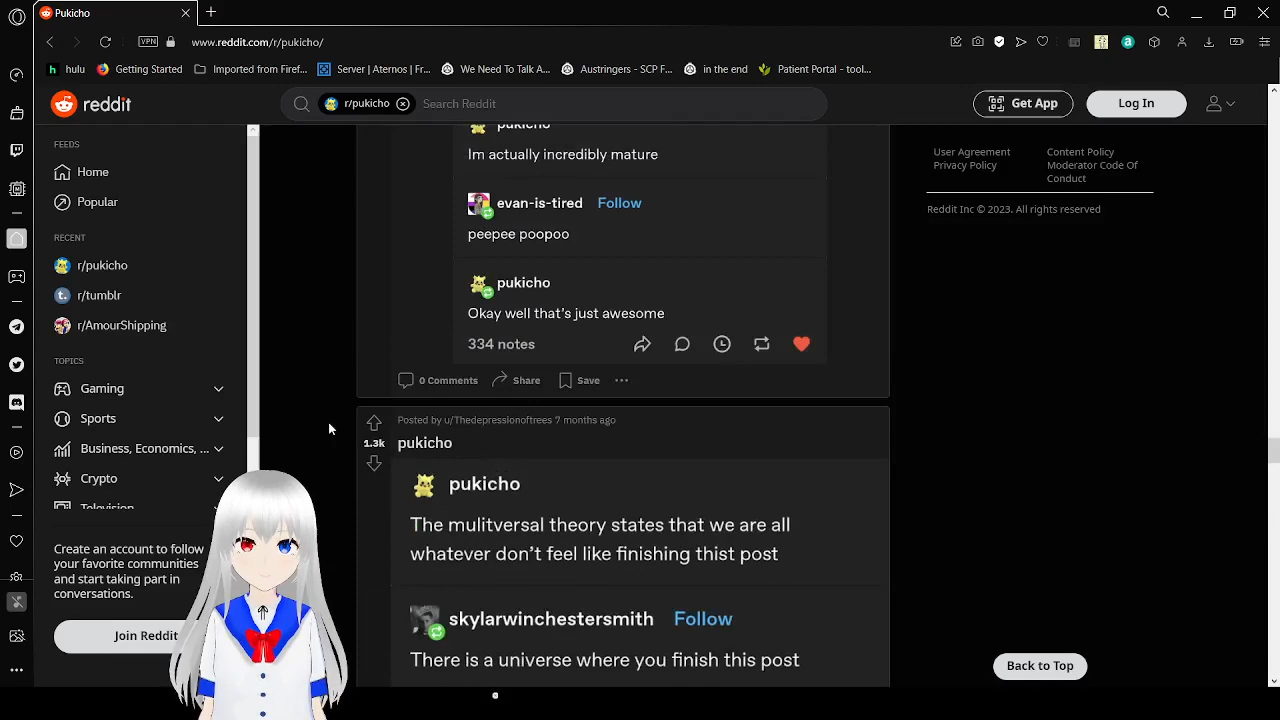 Pukicho
VPN
www.reddit.com/r/pukicho/
hulu
Getting Started
Imported from Firef...
Server | Aternos | Fr...
We Need To Talk A...
Austringers - SCP F...
in the end
Patient Portal - tool...
reddit
r/pukicho
Search Reddit
Get App
Log In
FEEDS
Home
Popular
RECENT
r/pukicho
r/tumblr
r/AmourShipping
TOPICS
Gaming
Sports
Business, Economics, ...
Crypto
Television
Create an account to follow
your favorite communities
and start taking part in
conversations.
Join Reddit
pukicho
Im actually incredibly mature
evan-is-tired Follow
peepee poopoo
pukicho
Okay well that's just awesome
334 notes
0 Comments Share Save
Posted by u/Thedepressionoftrees 7 months ago
1.3k
pukicho
pukicho
The mulitversal theory states that we are all
whatever don't feel like finishing thist post
skylarwinchestersmith Follow
There is a universe where you finish this post
User Agreement
Privacy Policy
Content Policy
Moderator Code Of
Conduct
Reddit Inc © 2023. All rights reserved
Back to Top